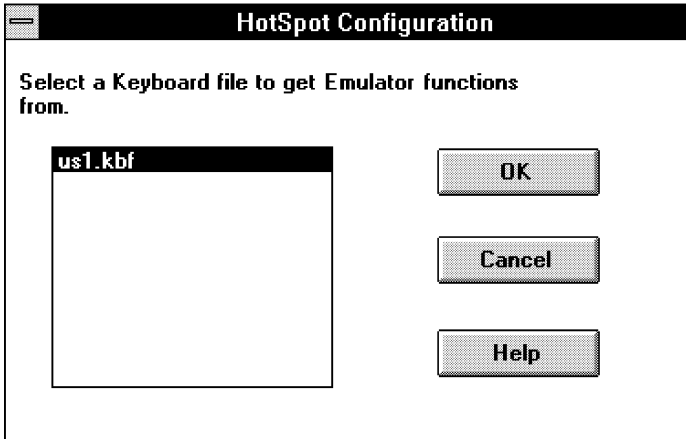 HotSpot Configuration
Select a Keyboard file to get Emulator functions
from.
us1.kbf
OK
Cancel
Help